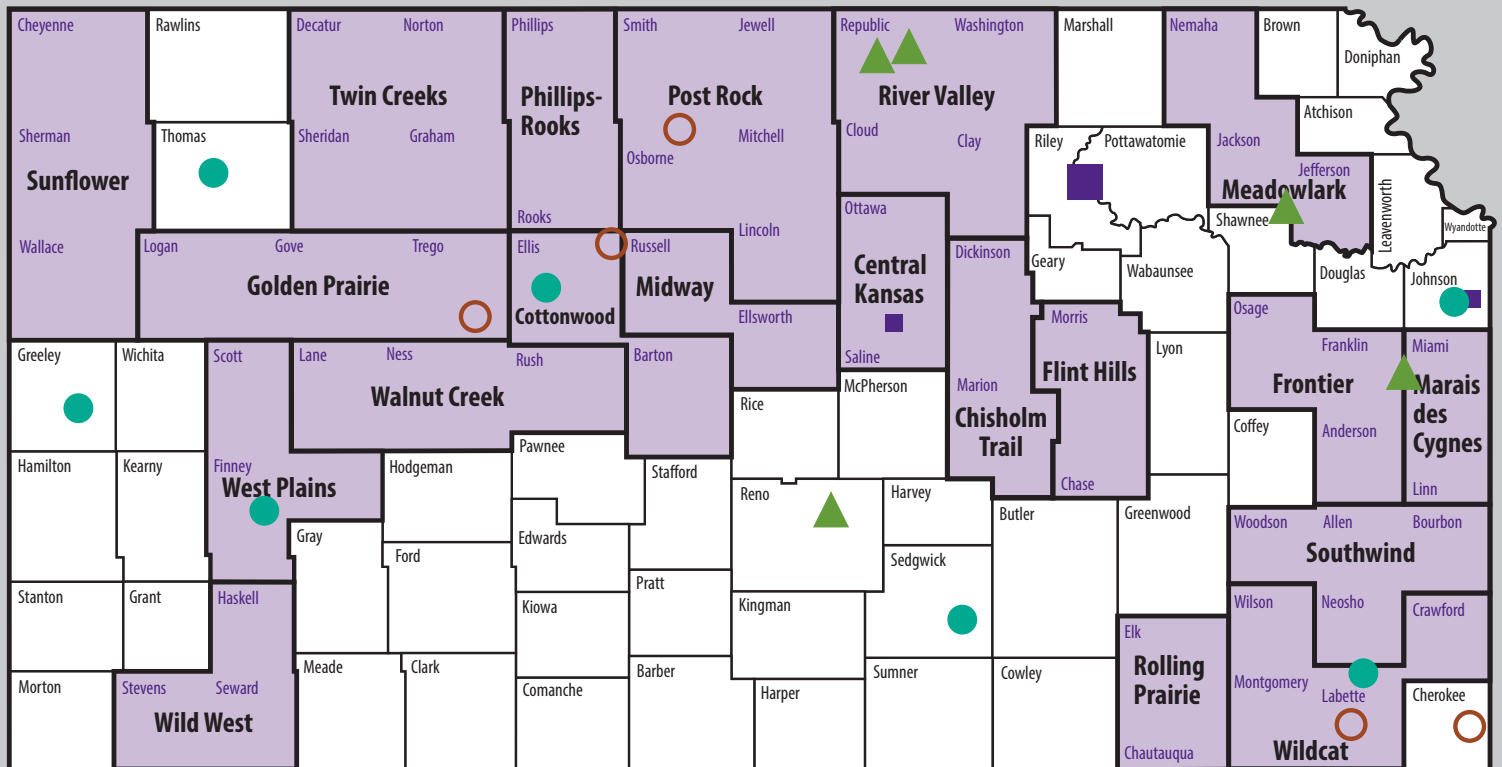 Cheyenne
Rawlins
Decatur
Norton
Phillips
Smith
Jewell
Republic
Washington
Marshall
Nemaha
Brown
Doniphan
Twin Creeks
Phillips-
Rooks
Post Rock
River Valley
Atchison
Sherman
Thomas
Sheridan
Graham
Osborne
Mitchell
Cloud
Clay
Riley
Pottawatomie
Jackson
Jefferson
Sunflower
Meadowlark
Leavenworth
Rooks
Lincoln
Ottawa
Shawnee
Wyandotte
Wallace
Logan
Gove
Trego
Ellis
Russell
Dickinson
Geary
Wabaunsee
Douglas
Johnson
Golden Prairie
Cottonwood
Midway
Central
Kansas
Ellsworth
Morris
Osage
Greeley
Wichita
Scott
Lane
Ness
Rush
Barton
Saline
Lyon
Franklin
Miami
Walnut Creek
McPherson
Marion
Flint Hills
Frontier
Marais
des
Cygnes
Rice
Chisholm
Trail
Coffey
Anderson
Hamilton
Kearny
Finney
Hodgeman
Pawnee
Stafford
West Plains
Reno
Harvey
Chase
Linn
Gray
Ford
Edwards
Butler
Greenwood
Woodson
Allen
Bourbon
Southwind
Sedgwick
Stanton
Grant
Haskell
Kiowa
Pratt
Kingman
Wilson
Neosho
Crawford
Elk
Rolling
Prairie
Morton
Stevens
Seward
Meade
Clark
Comanche
Barber
Harper
Sumner
Cowley
Montgomery
Labette
Cherokee
Wild West
Chautauqua
Wildcat